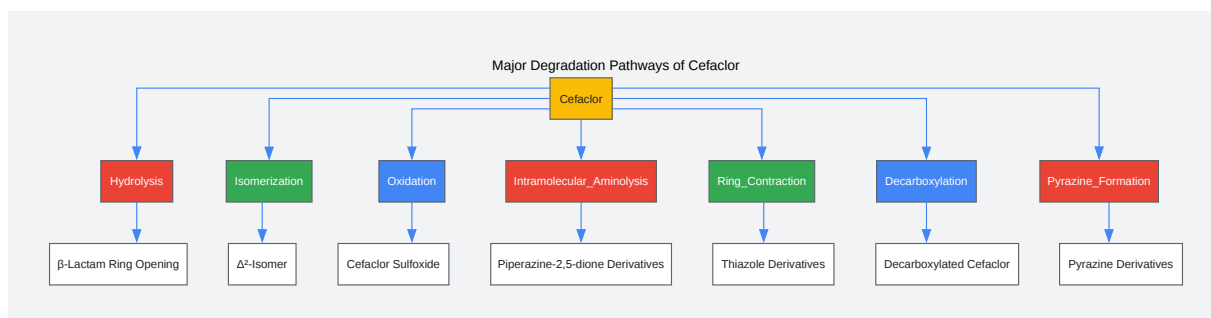 Major Degradation Pathways of Cefaclor
Cefaclor
Hydrolysis
Isomerization
Oxidation
Intramolecular_Aminolysis
Ring_Contraction
Decarboxylation
Pyrazine_Formation
β-Lactam Ring Opening
Δ²-Isomer
Cefaclor Sulfoxide
Piperazine-2,5-dione Derivatives
Thiazole Derivatives
Decarboxylated Cefaclor
Pyrazine Derivatives